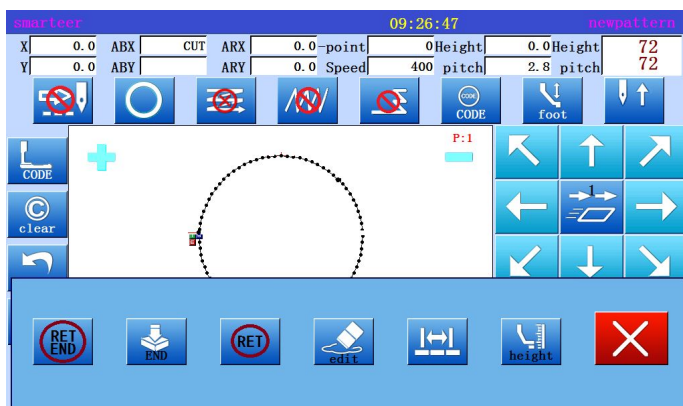 smarteer 09:26:47 newpattern
X 0.0 ABX CUT ARX 0.0 -point 0 Height 0.0 Height 72
Y 0.0 ABY ARY 0.0 Speed 400 pitch 2.8 pitch 72
CODE
CODE foot
P:1
CODE
1
© clear
RET END
END
RET
edit
height